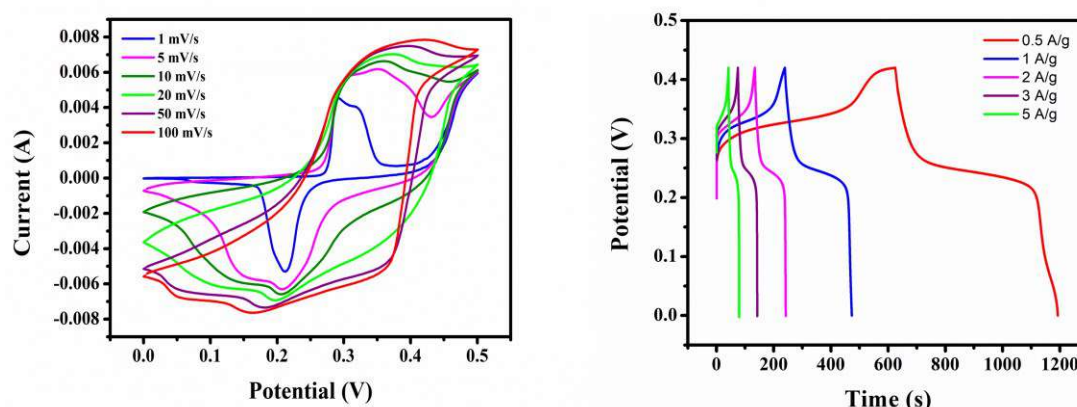 0.008
0.006
0.004
0.002
0.000
-0.002
-0.004
-0.006
-0.008
Current (A)
1 mV/s
5 mV/s
10 mV/s
20 mV/s
50 mV/s
100 mV/s
0.0 0.1 0.2 0.3 0.4 0.5
Potential (V)
0.5
0.4
0.3
0.2
0.1
0.0
Potential (V)
0.5 A/g
1 A/g
2 A/g
3 A/g
5 A/g
0 200 400 600 800 1000 1200
Time (s)